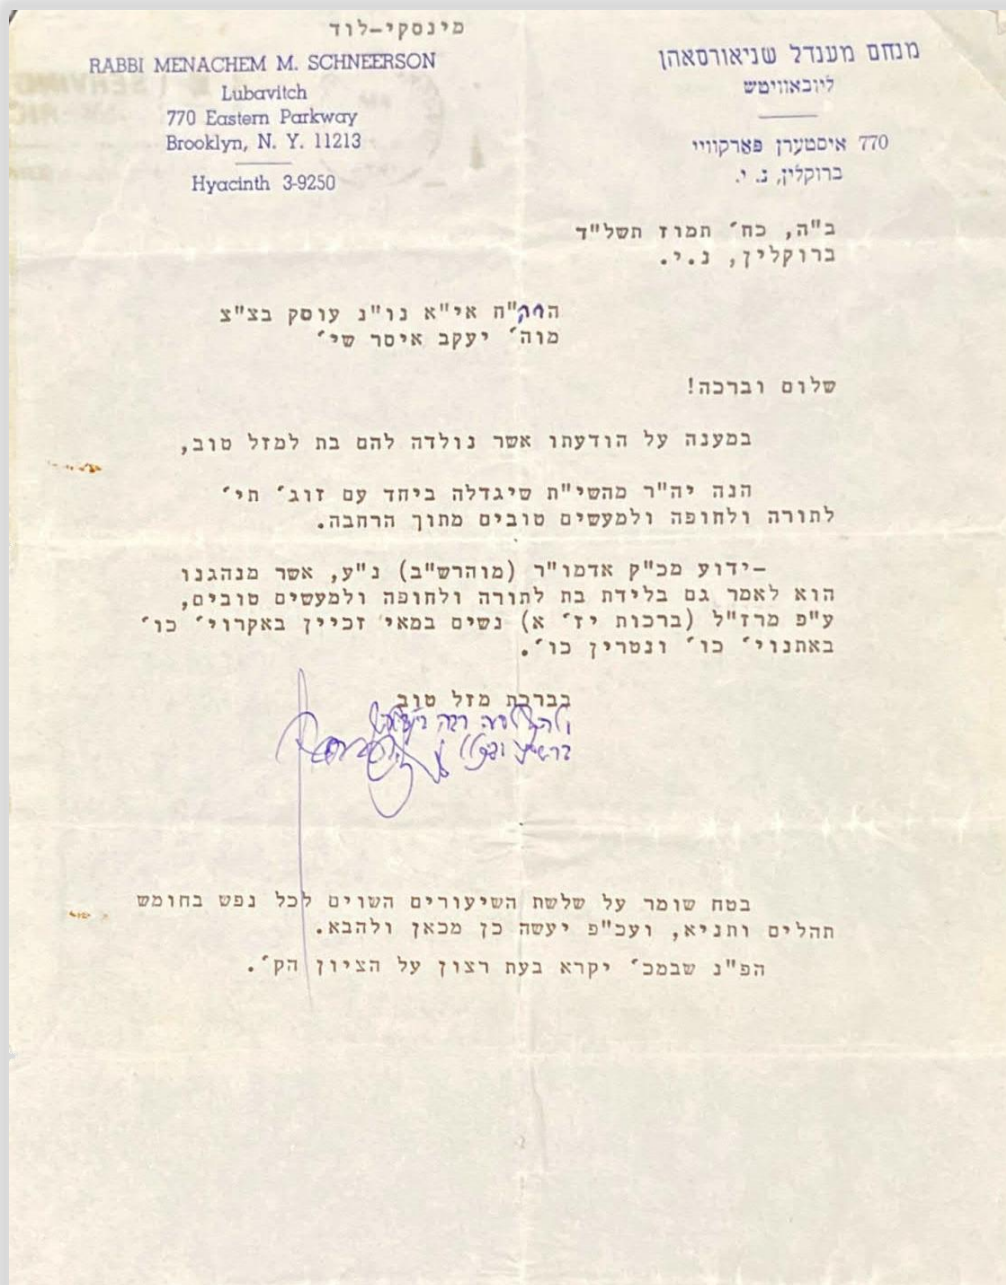 מינסקי-לוד
RABBI MENACHEM M. SCHNEERSON
Lubavitch
770 Eastern Parkway
Brooklyn, N. Y. 11213
Hyacinth 3-9250
מנחם מענדל שניאורסאהן
ליובאוויטש
770 איסטערן פארקוויי
ברוקלין, נ. י.
ב"ה, כח' תמוז תשל"ד
ברוקלין, נ.י.
הוו"ח אי"א נו"נ עוסק בצ"צ
מוה' יעקב איסר שי'
שלום וברכה!
במענה על הודעתו אשר נולדה להם בת למזל טוב,
הנה יה"ר מהשי"ת שיגדלה ביחד עם זוג' תי'
לתורה ולחופה ולמעשים טובים מתוך הרחבה.
-ידוע מכ"ק אדמו"ר (מוהרש"ב) נ"ע, אשר מנהגנו
הוא לאמר גם בלידת בת לתורה ולחופה ולמעשים טובים,
ע"פ מרז"ל (ברכות יז' א) נשים במאי זכיין באקרויי' כו'
באתנויי' כו' ונטרין כו'.
בברכת מזל טוב
בטח שומר על שלשת השיעורים השוים לכל נפש בחומש
תהלים ותניא, ועכ"פ יעשה כן מכאן ולהבא.
הפ"נ שבמכ' יקרא בעת רצון על הציון הק'.